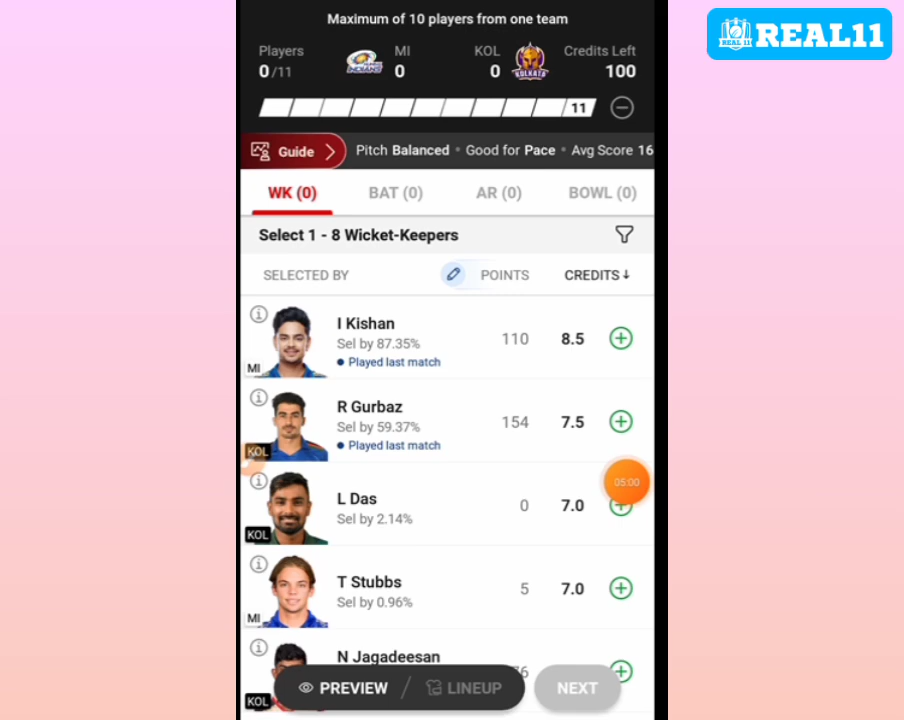 Maximum of 10 players from one team
REAL11
REAL 11
Players
MI
KOL
Credits Left
0 /11
INDIANS
0
0
KOLKATA
100
11
Guide
Pitch Balanced • Good for Pace • Avg Score 16
WK (0)
BAT (0)
AR (0)
BOWL (0)
Select 1 - 8 Wicket-Keepers
SELECTED BY
POINTS
CREDITS ↓
I Kishan
Sel by 87.35%
Played last match
MI
110
8.5
R Gurbaz
Sel by 59.37%
Played last match
KOL
154
7.5
05:00
L Das
Sel by 2.14%
KOL
0
7.0
T Stubbs
Sel by 0.96%
MI
5
7.0
N Jagadeesan
KOL
PREVIEW / LINEUP
NEXT